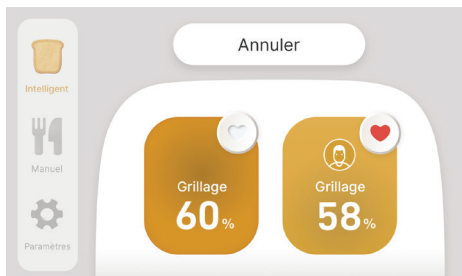 Annuler
Intelligent
Manuel
Paramètres
Grillage
60%
Grillage
58%